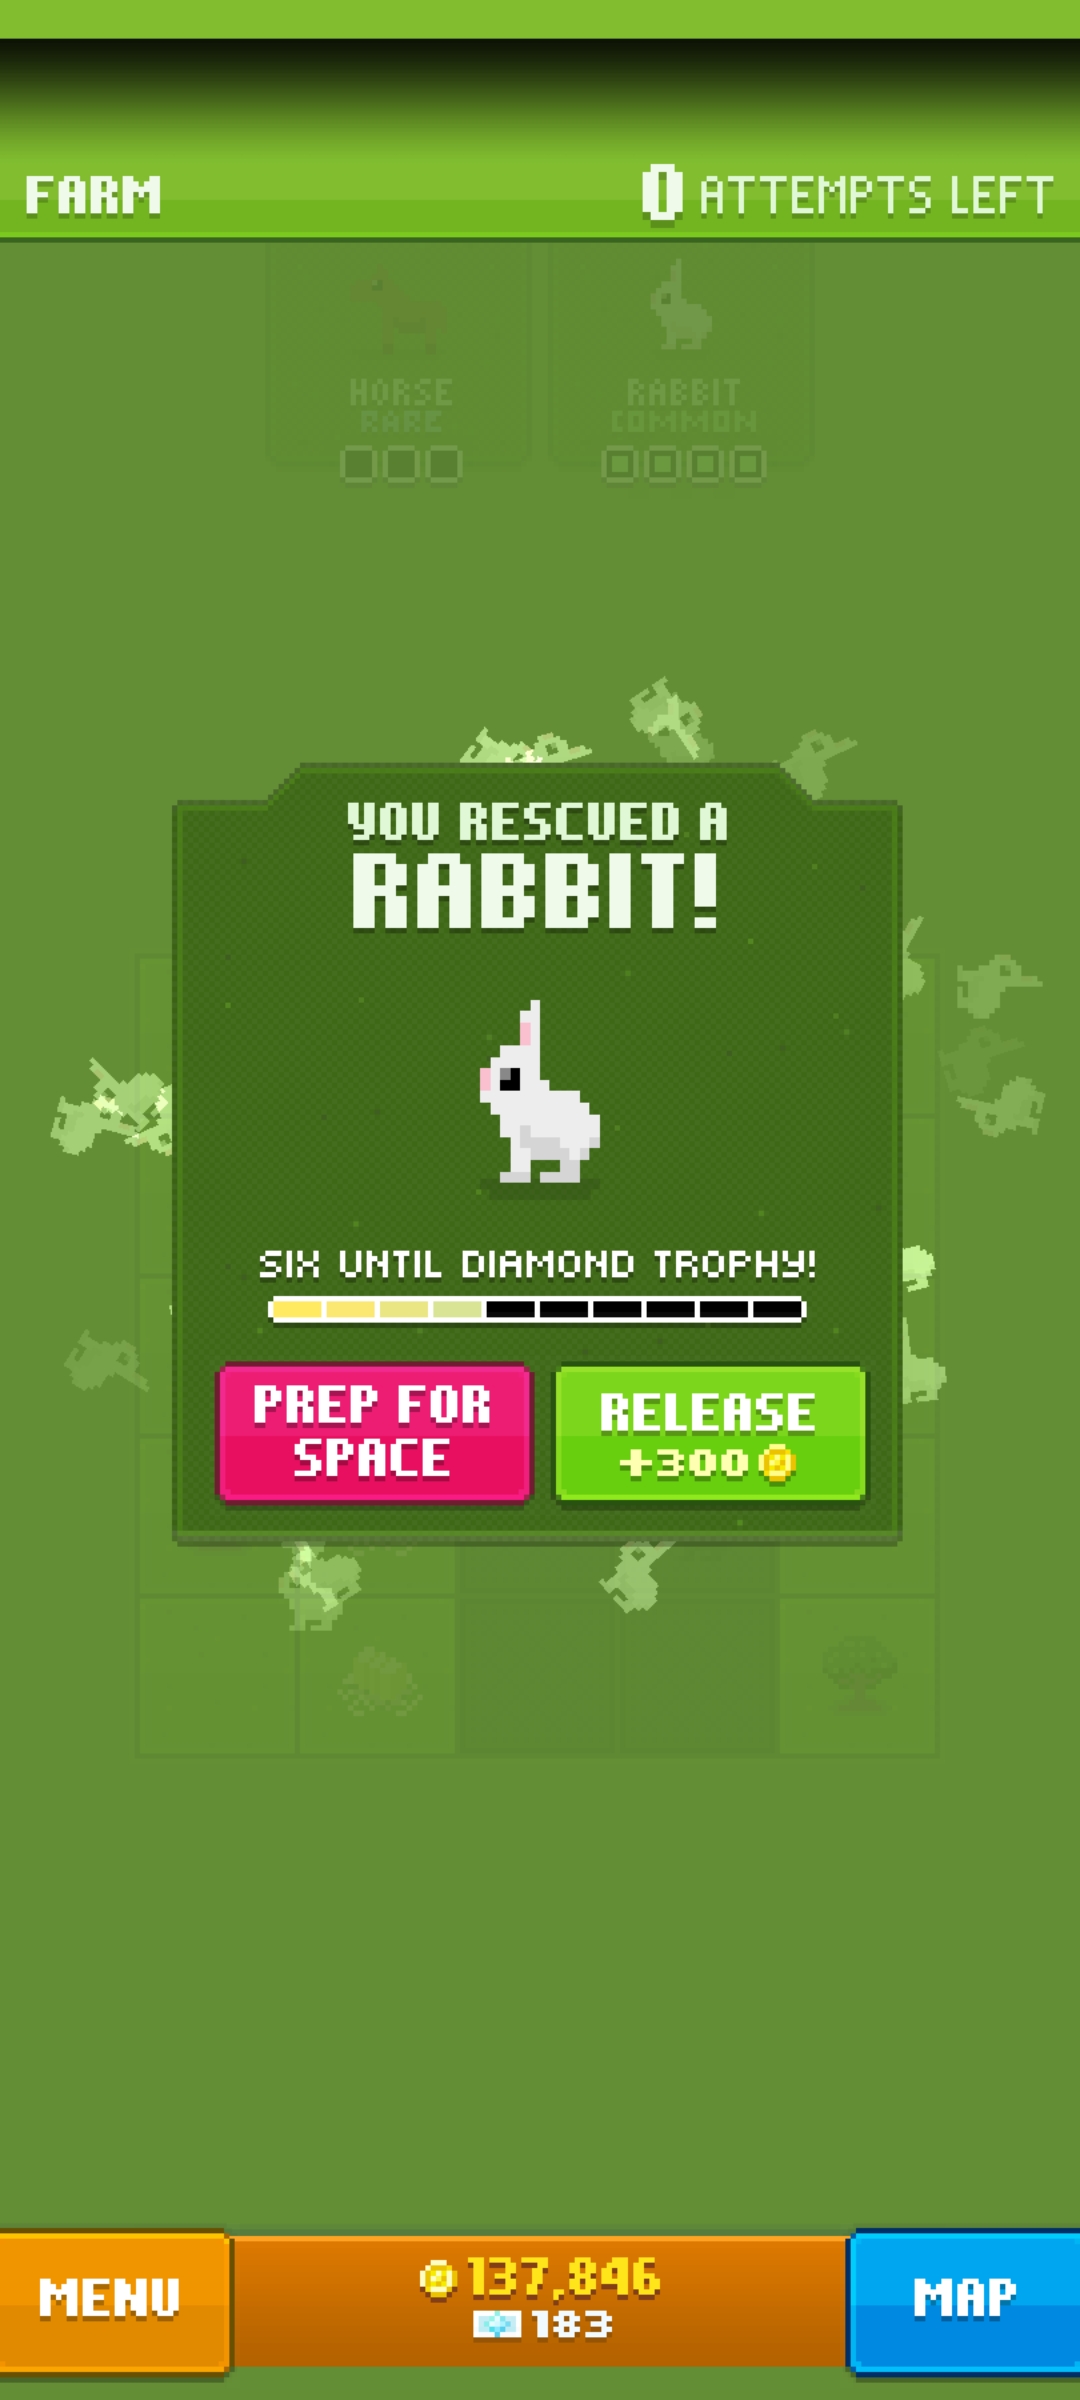 FARM
0 ATTEMPTS LEFT
HORSE
RARE
RABBIT
COMMON
YOU RESCUED A
RABBIT!
SIX UNTIL DIAMOND TROPHY!
PREP FOR
SPACE
RELEASE
+300
MENU
137,846
183
MAP